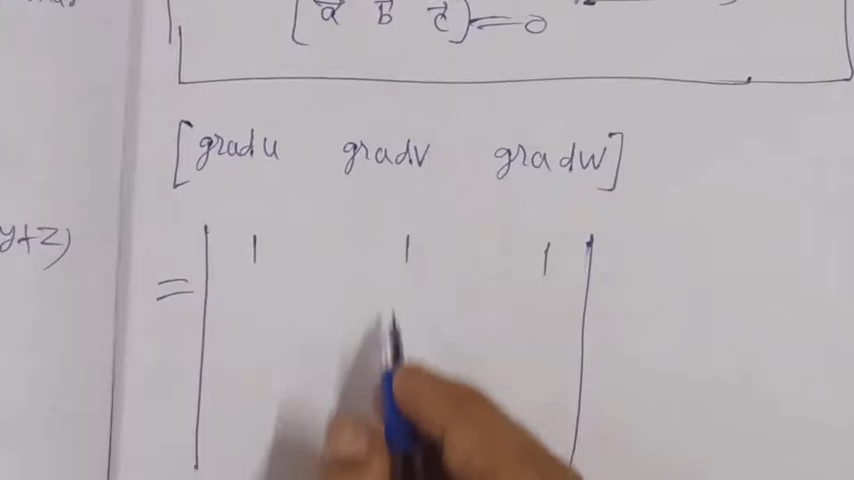 [a⃗ b⃗ c⃗] = 0
[gradu gradv gradw]
y+z)
= | 1 1 1 |